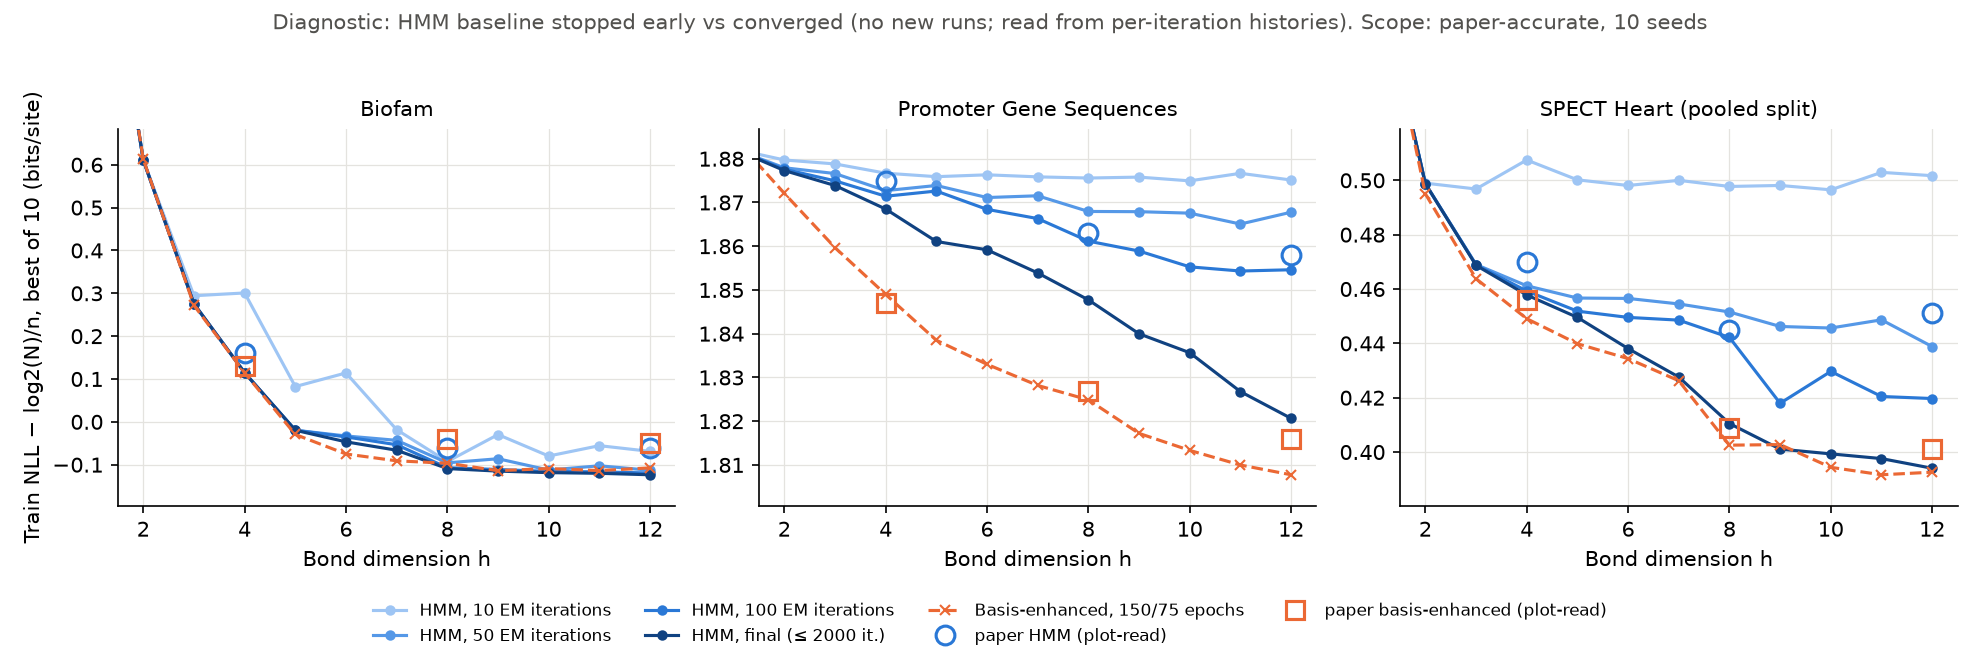 Diagnostic: HMM baseline stopped early vs converged (no new runs; read from per-iteration histories). Scope: paper-accurate, 10 seeds
Train NLL − log2(N)/n, best of 10 (bits/site)
Biofam
0.6
0.5
0.4
0.3
0.2
0.1
0.0
−0.1
2 4 6 8 10 12
Bond dimension h
Promoter Gene Sequences
1.88
1.87
1.86
1.85
1.84
1.83
1.82
1.81
2 4 6 8 10 12
Bond dimension h
SPECT Heart (pooled split)
0.50
0.48
0.46
0.44
0.42
0.40
2 4 6 8 10 12
Bond dimension h
HMM, 10 EM iterations
HMM, 50 EM iterations
HMM, 100 EM iterations
HMM, final (≤ 2000 it.)
Basis-enhanced, 150/75 epochs
paper HMM (plot-read)
paper basis-enhanced (plot-read)